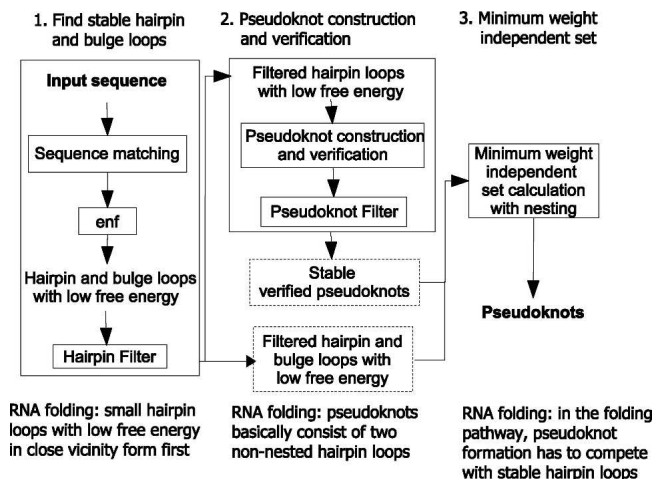 1. Find stable hairpin
and bulge loops
Input sequence
Sequence matching
enf
Hairpin and bulge loops
with low free energy
Hairpin Filter
RNA folding: small hairpin
loops with low free energy
in close vicinity form first
2. Pseudoknot construction
and verification
Filtered hairpin loops
with low free energy
Pseudoknot construction
and verification
Pseudoknot Filter
Stable
verified pseudoknots
Filtered hairpin and
bulge loops with
low free energy
RNA folding: pseudoknots
basically consist of two
non-nested hairpin loops
3. Minimum weight
independent set
Minimum weight
independent
set calculation
with nesting
Pseudoknots
RNA folding: in the folding
pathway, pseudoknot
formation has to compete
with stable hairpin loops